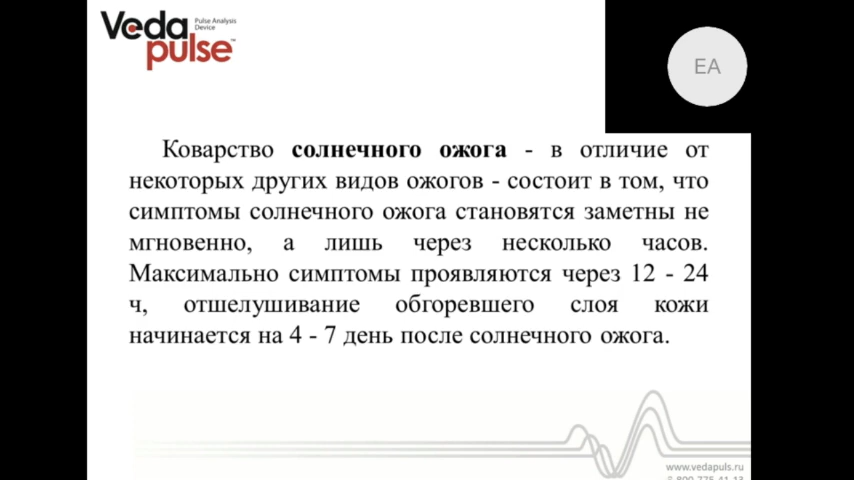 Veda
pulse™
Pulse Analysis
Device
EA
Коварство солнечного ожога - в отличие от
некоторых других видов ожогов - состоит в том, что
симптомы солнечного ожога становятся заметны не
мгновенно, а лишь через несколько часов.
Максимально симптомы проявляются через 12 - 24
ч, отшелушивание обгоревшего слоя кожи
начинается на 4 - 7 день после солнечного ожога.
www.vedapuls.ru